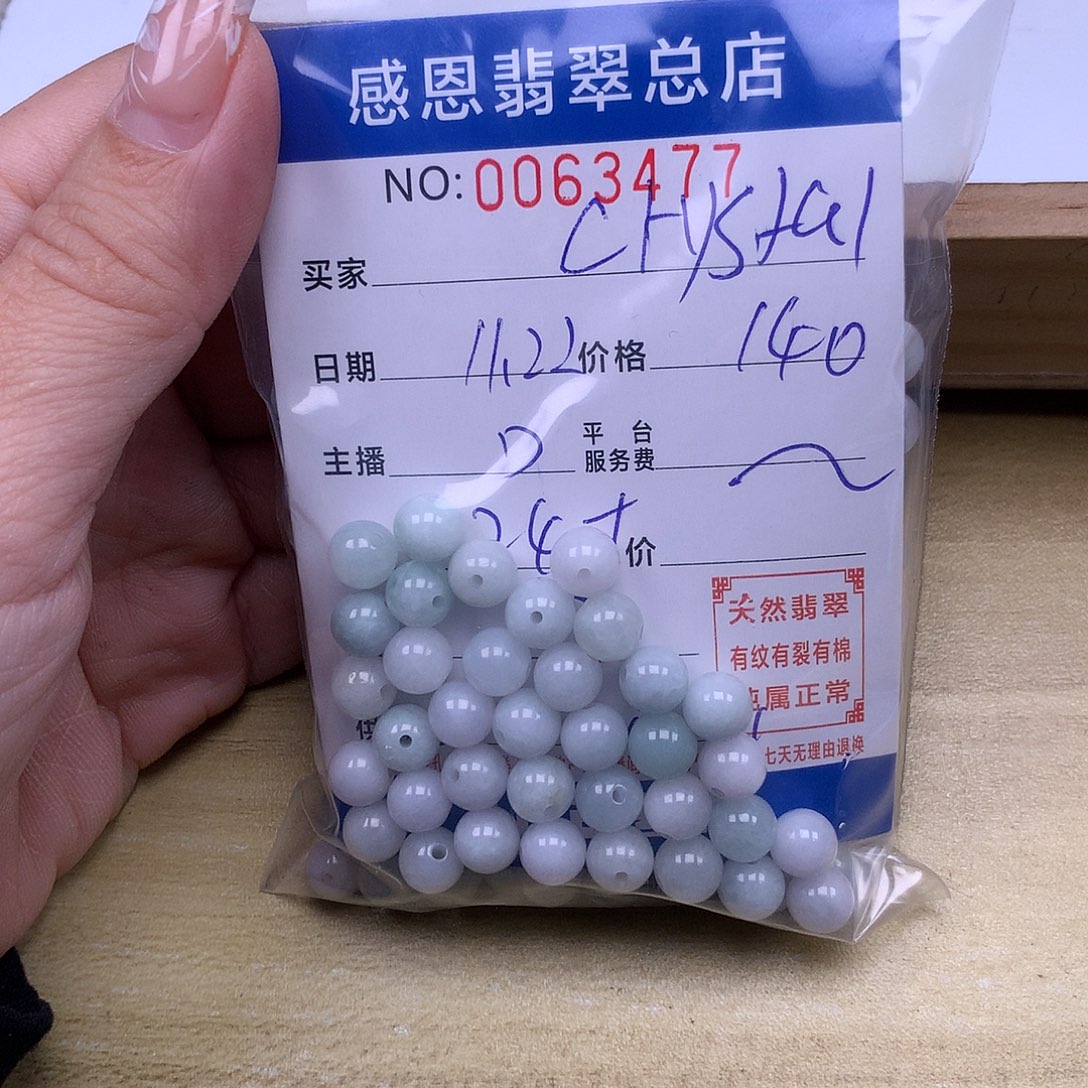 感恩翡翠总店
NO: 0063477
买家 CHYStal
日期 11.22 价格 140
主播 平台服务费
价
天然翡翠
有纹有裂有棉
属正常
七天无理由退换